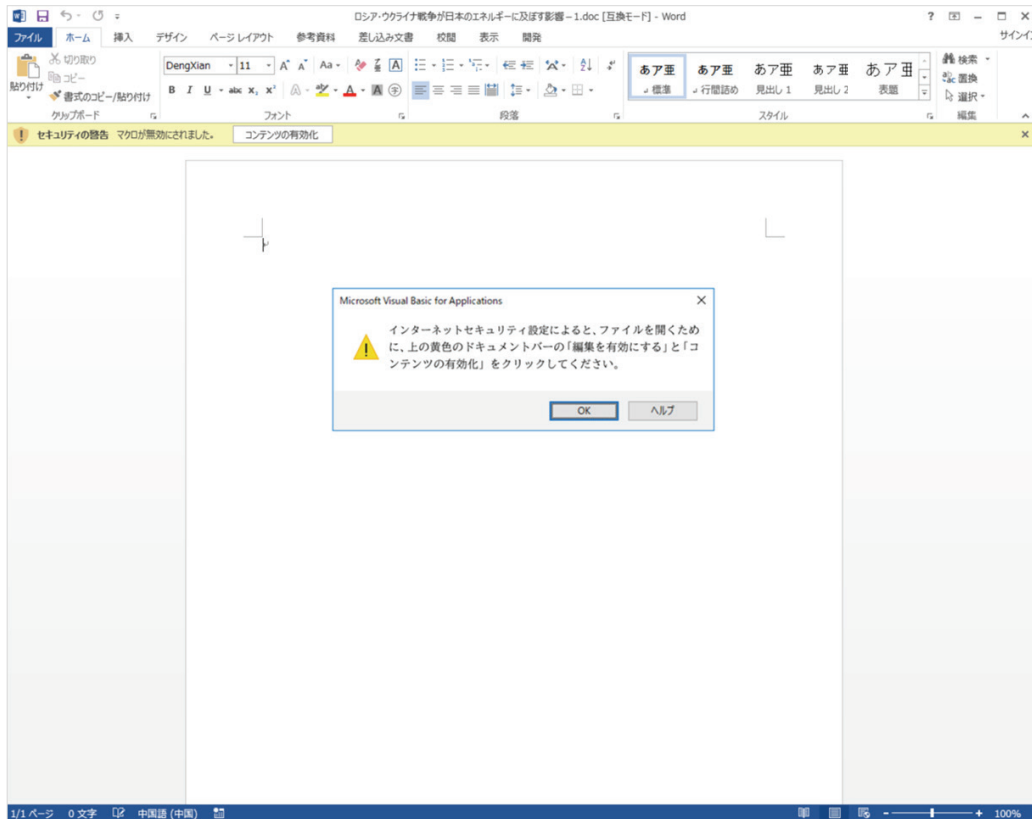 ロシア・ウクライナ戦争が日本のエネルギーに及ぼす影響 – 1.doc [互換モード] - Word
ファイル ホーム 挿入 デザイン ページ レイアウト 参考資料 差し込み文書 校閲 表示 開発 サインイン
貼り付け
切り取り
コピー
書式のコピー/貼り付け
クリップボード
DengXian 11
Aa
B I U abc x₂ x²
A A 字
フォント
段落
あア亜 標準
あア亜 行間詰め
あア亜 見出し 1
あア亜 見出し 2
あア亜 表題
スタイル
検索
置換
選択
編集
セキュリティの警告 マクロが無効にされました。 コンテンツの有効化
Microsoft Visual Basic for Applications
インターネットセキュリティ設定によると、ファイルを開くため
に、上の黄色のドキュメントバーの「編集を有効にする」と「コ
ンテンツの有効化」をクリックしてください。
OK ヘルプ
1/1 ページ 0 文字 中国語 (中国) 100%